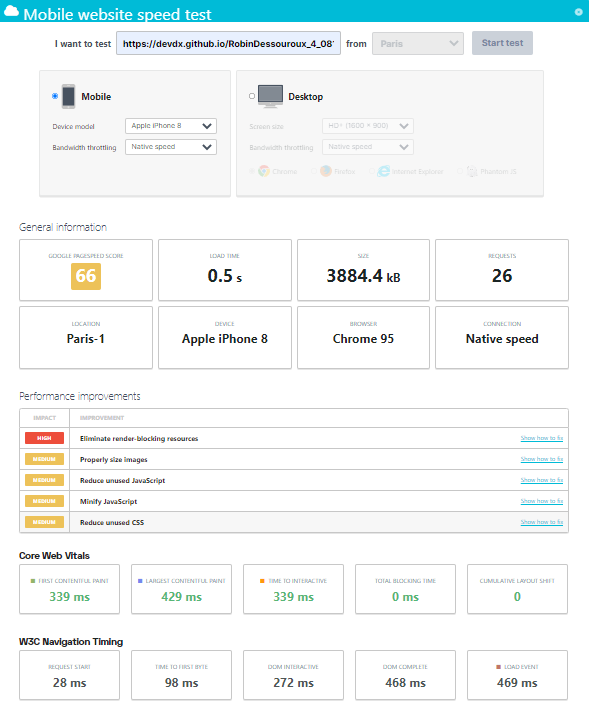 Mobile website speed test
I want to test https://devdx.github.io/RobinDessouroux_4_081 from Paris Start test
Mobile Desktop
Device model Apple iPhone 8 Screen size HD+ (1600 × 900)
Bandwidth throttling Native speed Bandwidth throttling Native speed
Chrome Firefox Internet Explorer Phantom JS
General information
GOOGLE PAGESPEED SCORE LOAD TIME SIZE REQUESTS
66 0.5 s 3884.4 kB 26
LOCATION DEVICE BROWSER CONNECTION
Paris-1 Apple iPhone 8 Chrome 95 Native speed
Performance improvements
IMPACT IMPROVEMENT
HIGH Eliminate render-blocking resources Show how to fix
MEDIUM Properly size images Show how to fix
MEDIUM Reduce unused JavaScript Show how to fix
MEDIUM Minify JavaScript Show how to fix
MEDIUM Reduce unused CSS Show how to fix
Core Web Vitals
FIRST CONTENTFUL PAINT LARGEST CONTENTFUL PAINT TIME TO INTERACTIVE TOTAL BLOCKING TIME CUMULATIVE LAYOUT SHIFT
339 ms 429 ms 339 ms 0 ms 0
W3C Navigation Timing
REQUEST START TIME TO FIRST BYTE DOM INTERACTIVE DOM COMPLETE LOAD EVENT
28 ms 98 ms 272 ms 468 ms 469 ms